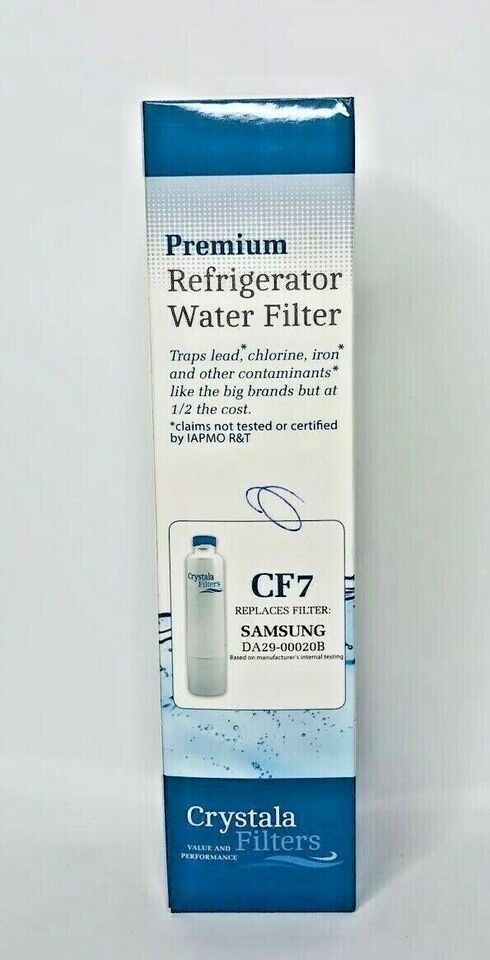 Premium
Refrigerator
Water Filter
Traps lead,* chlorine, iron*
and other contaminants*
like the big brands but at
1/2 the cost.
*claims not tested or certified
by IAPMO R&T
Crystala
Filters
CF7
REPLACES FILTER:
SAMSUNG
DA29-00020B
Based on manufacturer's internal testing
Crystala
Filters
VALUE AND
PERFORMANCE